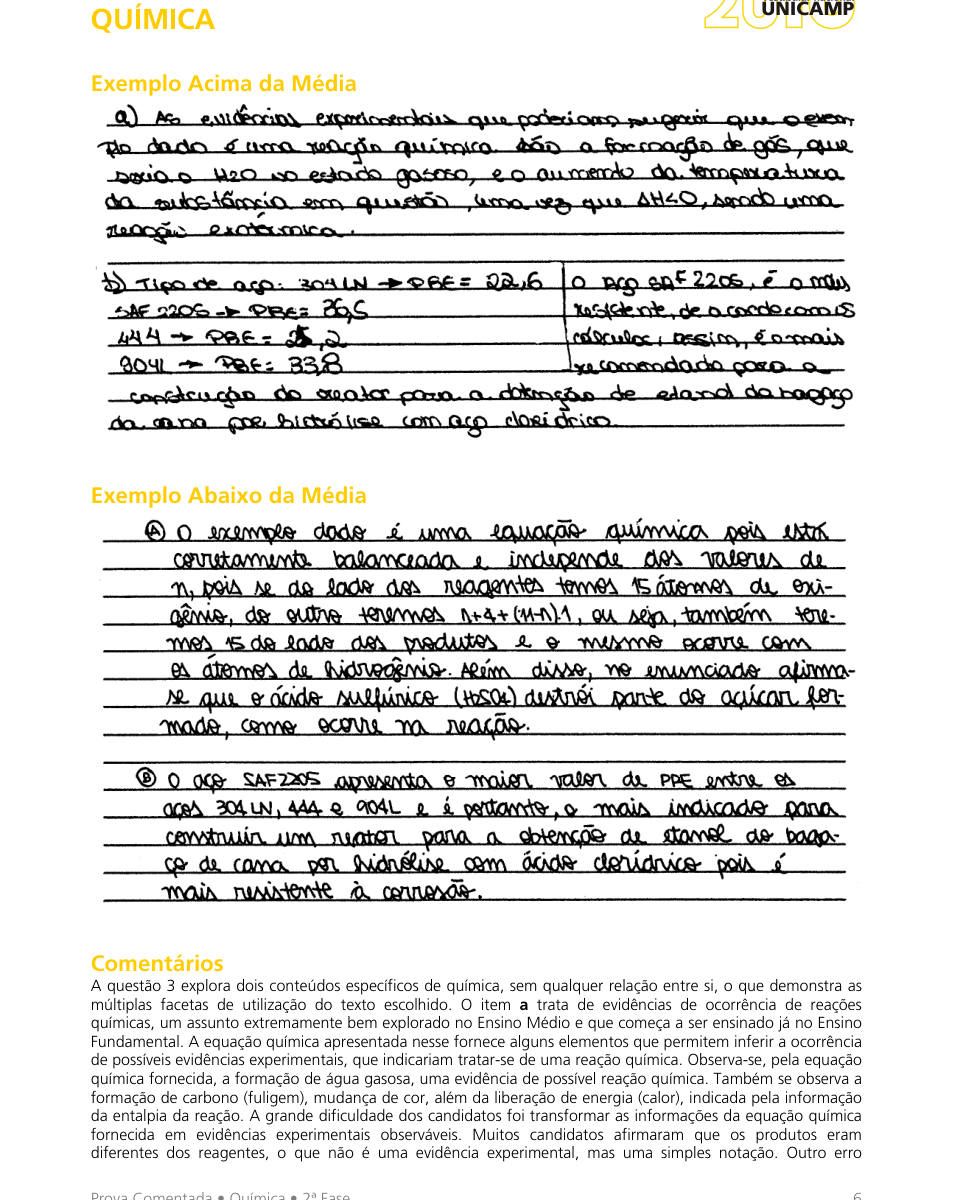 QUÍMICA
2016
UNICAMP
Exemplo Acima da Média
a) As evidências experimentais que poderiam sugerir que o exem
plo dado é uma reação química são a formação de gás, que
seria o H2O no estado gasoso, e o aumento da temperatura
da substância em questão, uma vez que ΔH<0, sendo uma
reação exotérmica.
b) Tipo de aço: 304 LN → PBE = 22,6
SAF 2205 → PBE = 36,5
444 → PBE = 25,2
904L → PBE: 33,8
O Aço SAF 2205, é o mais
resistente, de acordo com os
cálculos, assim, é o mais
recomendado para a
construção do reator para a obtenção de etanol do bagaço
da cana por hidrólise com aço clorídrico.
Exemplo Abaixo da Média
A O exemplo dado é uma equação química pois está
corretamente balanceada e independe dos valores de
n, pois se do lado dos reagentes temos 15 átomos de oxi-
gênio, do outro teremos n+4+(11-n).1, ou seja, também tere-
mos 15 do lado dos produtos e o mesmo ocorre com
os átomos de hidrogênio. Além disso, no enunciado afirma-
se que o ácido sulfúrico (H2SO4) destrói parte do açúcar for-
mado, como ocorre na reação.
B O aço SAF2205 apresenta o maior valor de PPE entre os
aços 304 LN, 444 e 904L e é portanto, o mais indicado para
construir um reator para a obtenção de etanol do baga-
ço de cana por hidrólise com ácido clorídrico pois é
mais resistente à corrosão.
Comentários
A questão 3 explora dois conteúdos específicos de química, sem qualquer relação entre si, o que demonstra as
múltiplas facetas de utilização do texto escolhido. O item a trata de evidências de ocorrência de reações
químicas, um assunto extremamente bem explorado no Ensino Médio e que começa a ser ensinado já no Ensino
Fundamental. A equação química apresentada nesse fornece alguns elementos que permitem inferir a ocorrência
de possíveis evidências experimentais, que indicariam tratar-se de uma reação química. Observa-se, pela equação
química fornecida, a formação de água gasosa, uma evidência de possível reação química. Também se observa a
formação de carbono (fuligem), mudança de cor, além da liberação de energia (calor), indicada pela informação
da entalpia da reação. A grande dificuldade dos candidatos foi transformar as informações da equação química
fornecida em evidências experimentais observáveis. Muitos candidatos afirmaram que os produtos eram
diferentes dos reagentes, o que não é uma evidência experimental, mas uma simples notação. Outro erro
Prova Comentada • Química • 2ª Fase
6